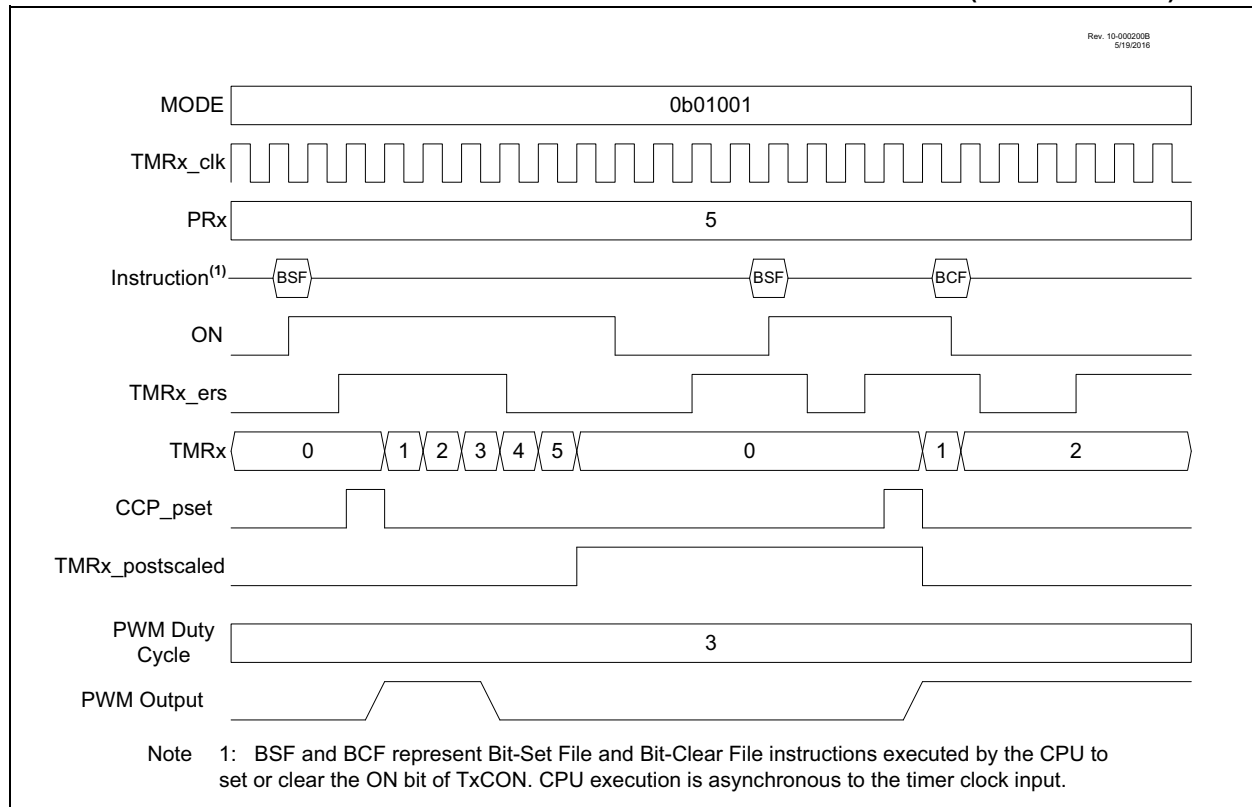 Rev. 10-000200B
5/19/2016
MODE 0b01001
TMRx_clk
PRx 5
Instruction(1) BSF BSF BCF
ON
TMRx_ers
TMRx 0 1 2 3 4 5 0 1 2
CCP_pset
TMRx_postscaled
PWM Duty
Cycle 3
PWM Output
Note 1: BSF and BCF represent Bit-Set File and Bit-Clear File instructions executed by the CPU to
set or clear the ON bit of TxCON. CPU execution is asynchronous to the timer clock input.